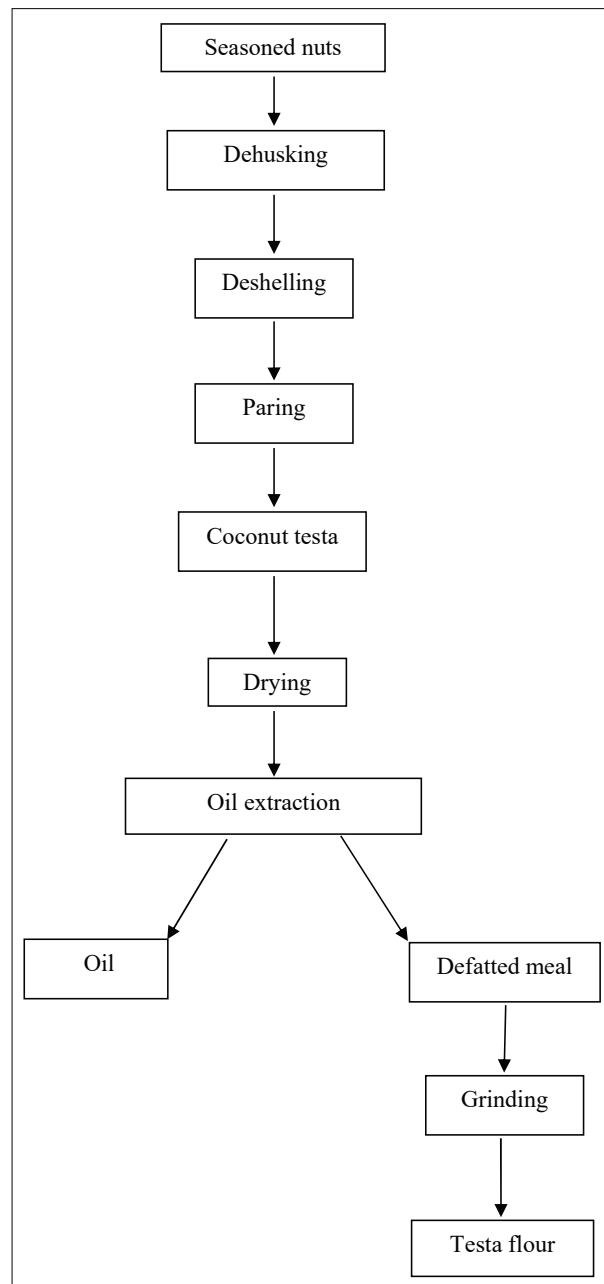 Seasoned nuts
Dehusking
Deshelling
Paring
Coconut testa
Drying
Oil extraction
Oil
Defatted meal
Grinding
Testa flour